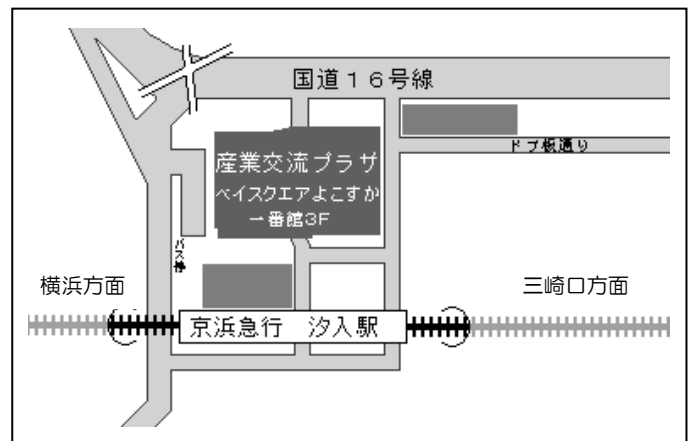 国道１６号線
ドブ板通り
産業交流プラザ
ベイスクエアよこすか
一番館3F
バス停
横浜方面
三崎口方面
京浜急行　汐入駅